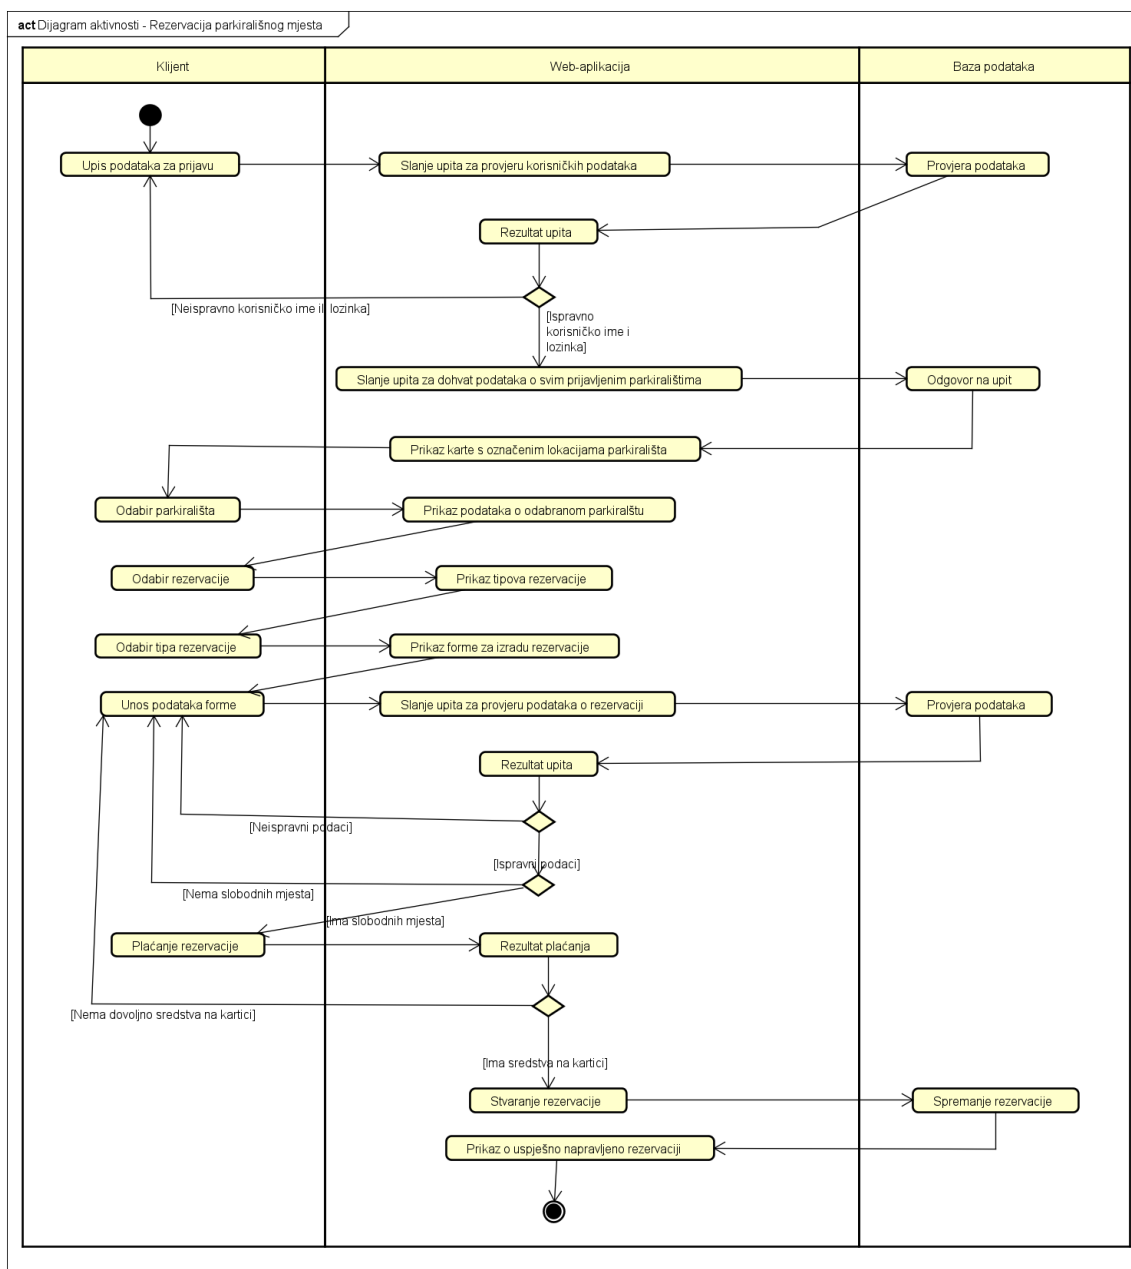 act Dijagram aktivnosti - Rezervacija parkirališnog mjesta
Klijent
Web-aplikacija
Baza podataka
Upis podataka za prijavu
Slanje upita za provjeru korisničkih podataka
Provjera podataka
Rezultat upita
[Neispravno korisničko ime ili lozinka]
[Ispravno
korisničko ime i
lozinka]
Slanje upita za dohvat podataka o svim prijavljenim parkiralištima
Odgovor na upit
Prikaz karte s označenim lokacijama parkirališta
Odabir parkirališta
Prikaz podataka o odabranom parkiralštu
Odabir rezervacije
Prikaz tipova rezervacije
Odabir tipa rezervacije
Prikaz forme za izradu rezervacije
Unos podataka forme
Slanje upita za provjeru podataka o rezervaciji
Provjera podataka
Rezultat upita
[Neispravni podaci]
[Ispravni podaci]
[Nema slobodnih mjesta]
[Ima slobodnih mjesta]
Plaćanje rezervacije
Rezultat plaćanja
[Nema dovoljno sredstva na kartici]
[Ima sredstva na kartici]
Stvaranje rezervacije
Spremanje rezervacije
Prikaz o uspješno napravljeno rezervaciji